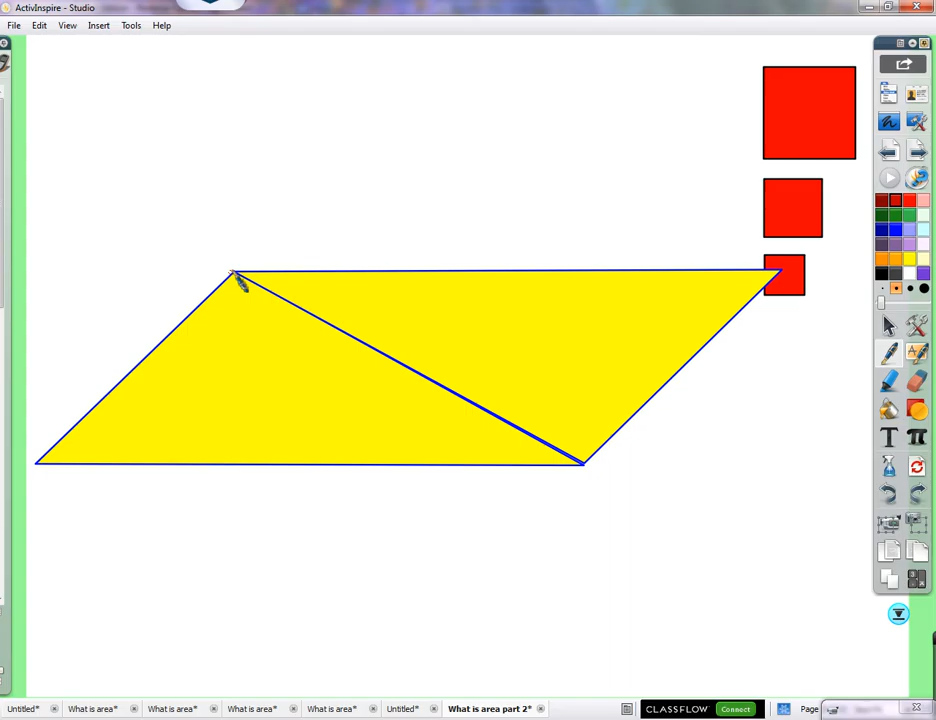 ActivInspire - Studio
File Edit View Insert Tools Help
Untitled* What is area* What is area* What is area* What is area* Untitled* What is area part 2* CLASSFLOW Connect Page